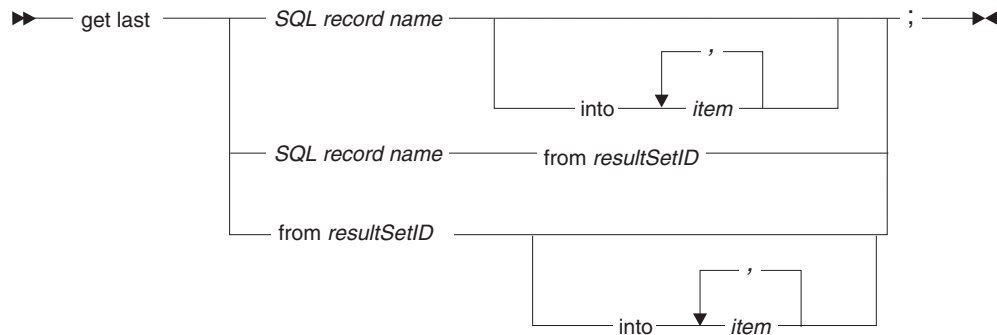 get last SQL record name ;
,
into item
SQL record name from resultSetID
from resultSetID
,
into item